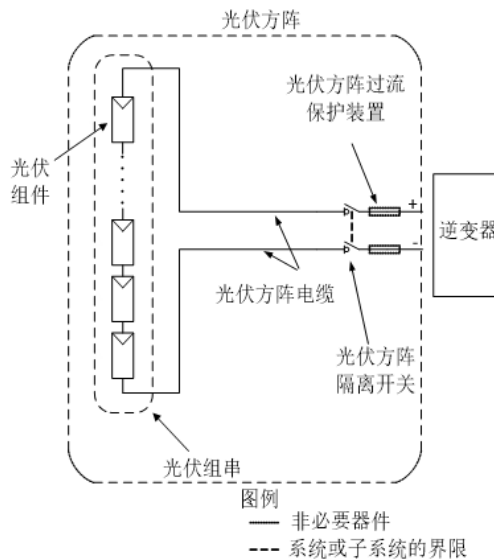 光伏方阵
光伏方阵过流
保护装置
光伏
组件
+
-
逆变器
光伏方阵电缆
光伏方阵
隔离开关
光伏组串
图例
非必要器件
系统或子系统的界限